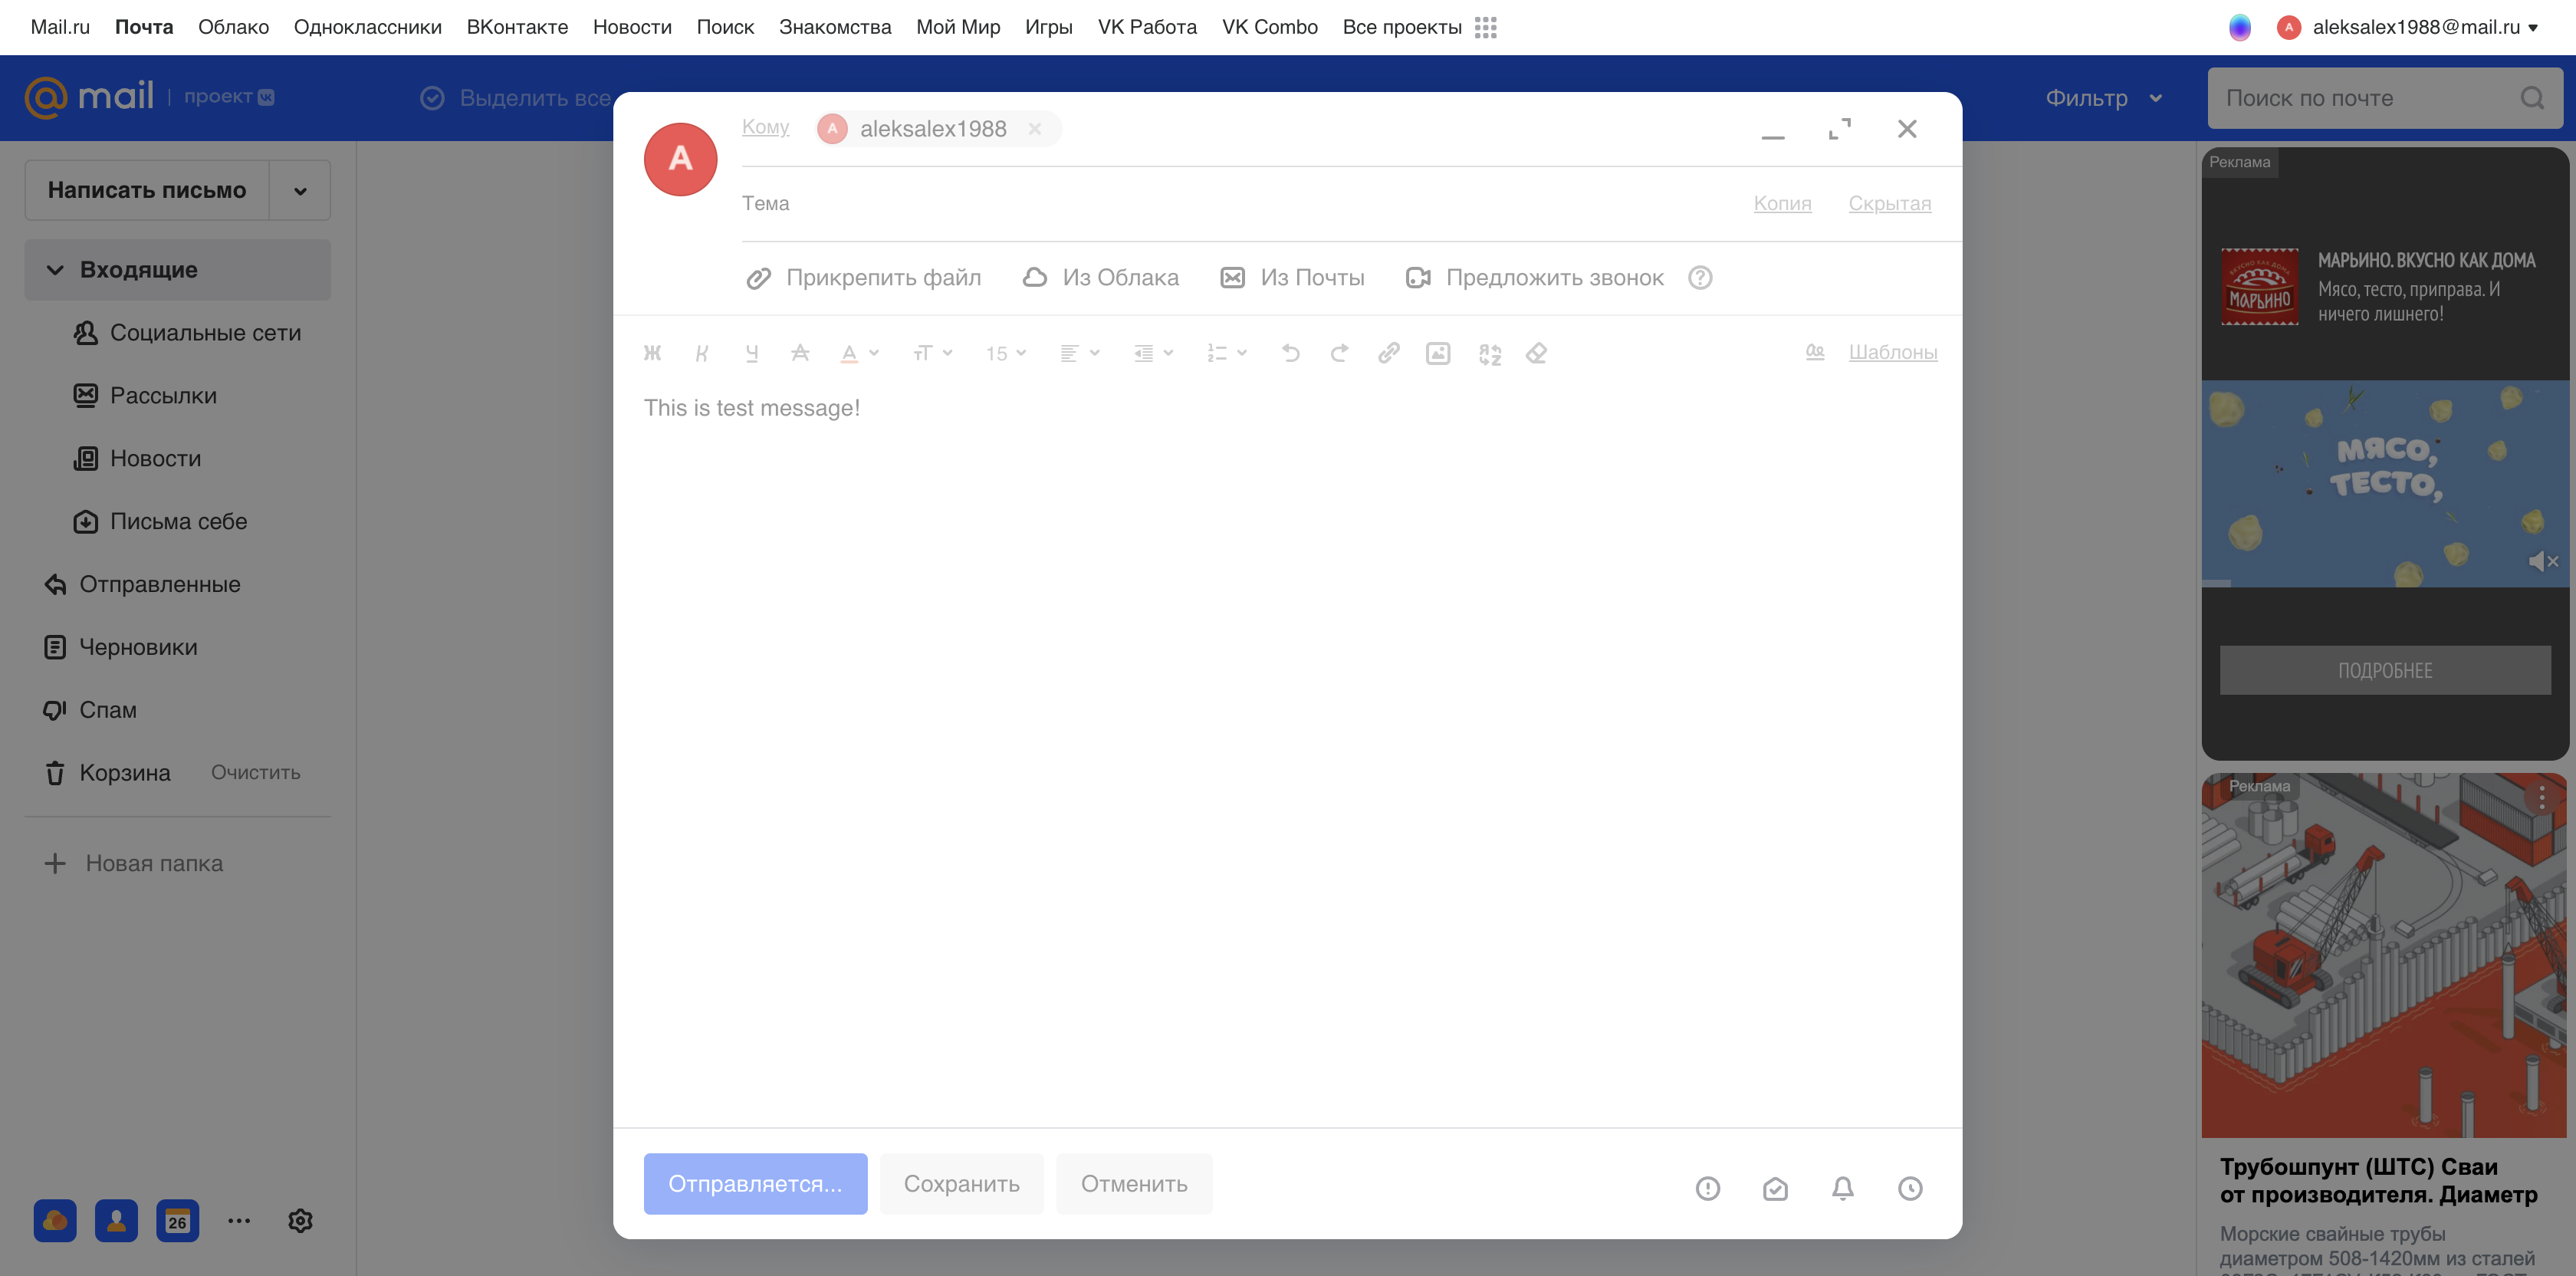 Mail.ru Почта Облако Одноклассники ВКонтакте Новости Поиск Знакомства Мой Мир Игры VK Работа VK Combo Все проекты
A aleksalex1988@mail.ru
@mail | проект VK
Выделить все
Фильтр
Поиск по почте
Написать письмо
Входящие
Социальные сети
Рассылки
Новости
Письма себе
Отправленные
Черновики
Спам
Корзина Очистить
Новая папка
26
A
Кому A aleksalex1988
Тема Копия Скрытая
Прикрепить файл Из Облака Из Почты Предложить звонок ?
Ж К Ч А А тТ 15 Шаблоны
This is test message!
Отправляется... Сохранить Отменить
Реклама
ВКУСНО КАК ДОМА
МАРЬИНО
МАРЬИНО. ВКУСНО КАК ДОМА
Мясо, тесто, приправа. И
ничего лишнего!
МЯСО,
ТЕСТО,
ПОДРОБНЕЕ
Реклама
Трубошпунт (ШТС) Сваи
от производителя. Диаметр
Морские свайные трубы
диаметром 508-1420мм из сталей